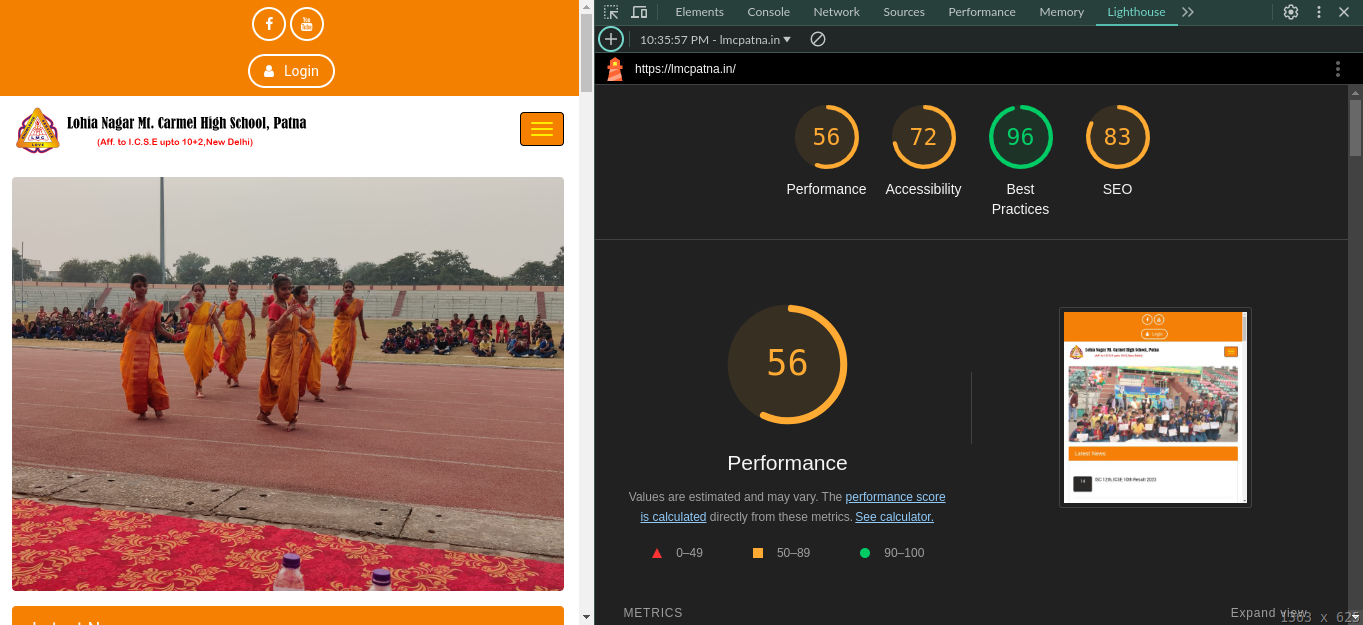 Login
Lohia Nagar Mt. Carmel High School, Patna
(Aff. to I.C.S.E upto 10+2,New Delhi)
Elements Console Network Sources Performance Memory Lighthouse
10:35:57 PM - lmcpatna.in
https://lmcpatna.in/
56 72 96 83
Performance Accessibility Best Practices SEO
56
Performance
Values are estimated and may vary. The performance score
is calculated directly from these metrics. See calculator.
0–49 50–89 90–100
Login
Lohia Nagar Mt. Carmel High School, Patna
Latest News
14 ISC 12th, ICSE 10th Result 2023
METRICS
Expand view